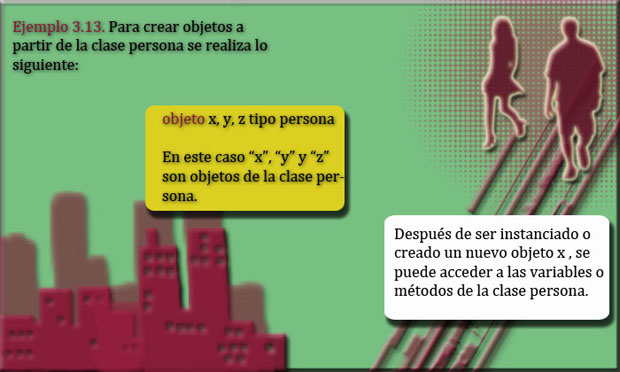 Ejemplo 3.13. Para crear objetos a
partir de la clase persona se realiza lo
siguiente:
objeto x, y, z tipo persona
En este caso “x”, “y” y “z”
son objetos de la clase per-
sona.
Después de ser instanciado o
creado un nuevo objeto x , se
puede acceder a las variables o
métodos de la clase persona.